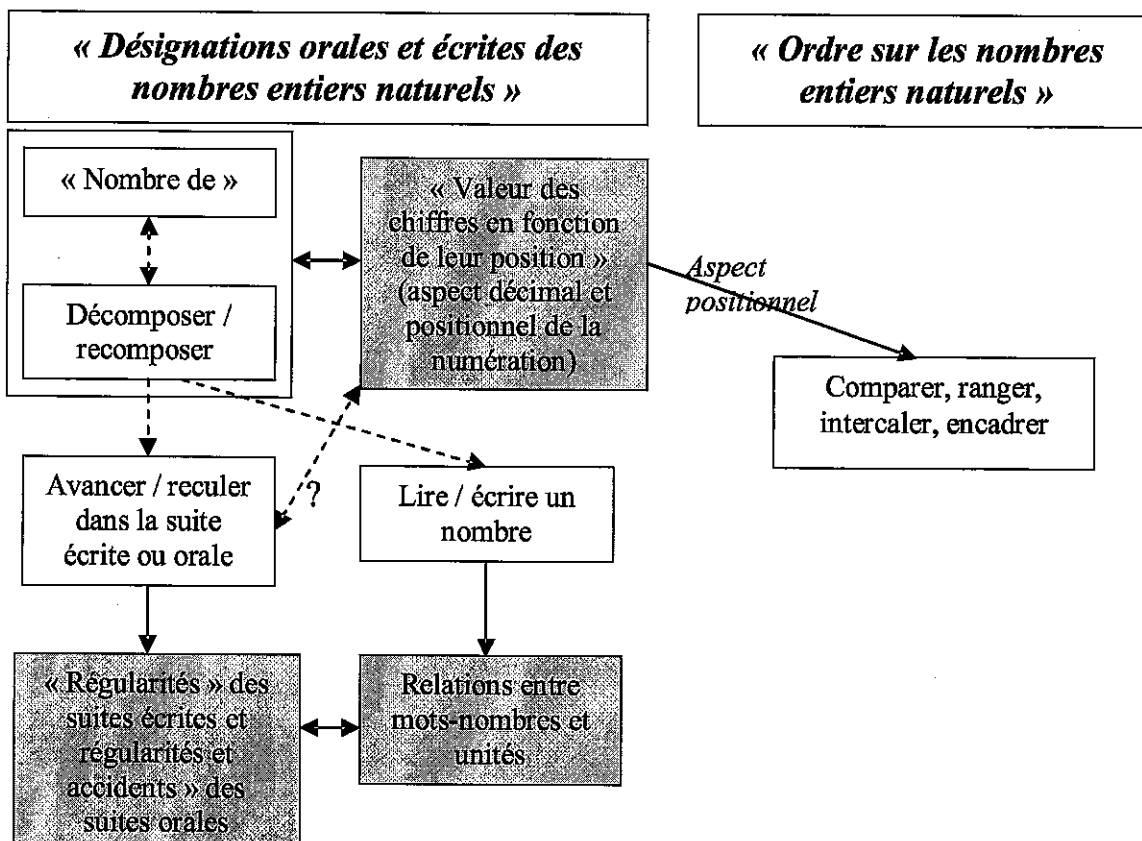 « Désignations orales et écrites des
nombres entiers naturels »
« Ordre sur les nombres
entiers naturels »
« Nombre de »
Décomposer /
recomposer
« Valeur des
chiffres en fonction
de leur position »
(aspect décimal et
positionnel de la
numération)
Aspect
positionnel
Comparer, ranger,
intercaler, encadrer
Avancer / reculer
dans la suite
écrite ou orale
?
Lire / écrire un
nombre
« Régularités » des
suites écrites et
régularités et
accidents » des
suites orales
Relations entre
mots-nombres et
unités